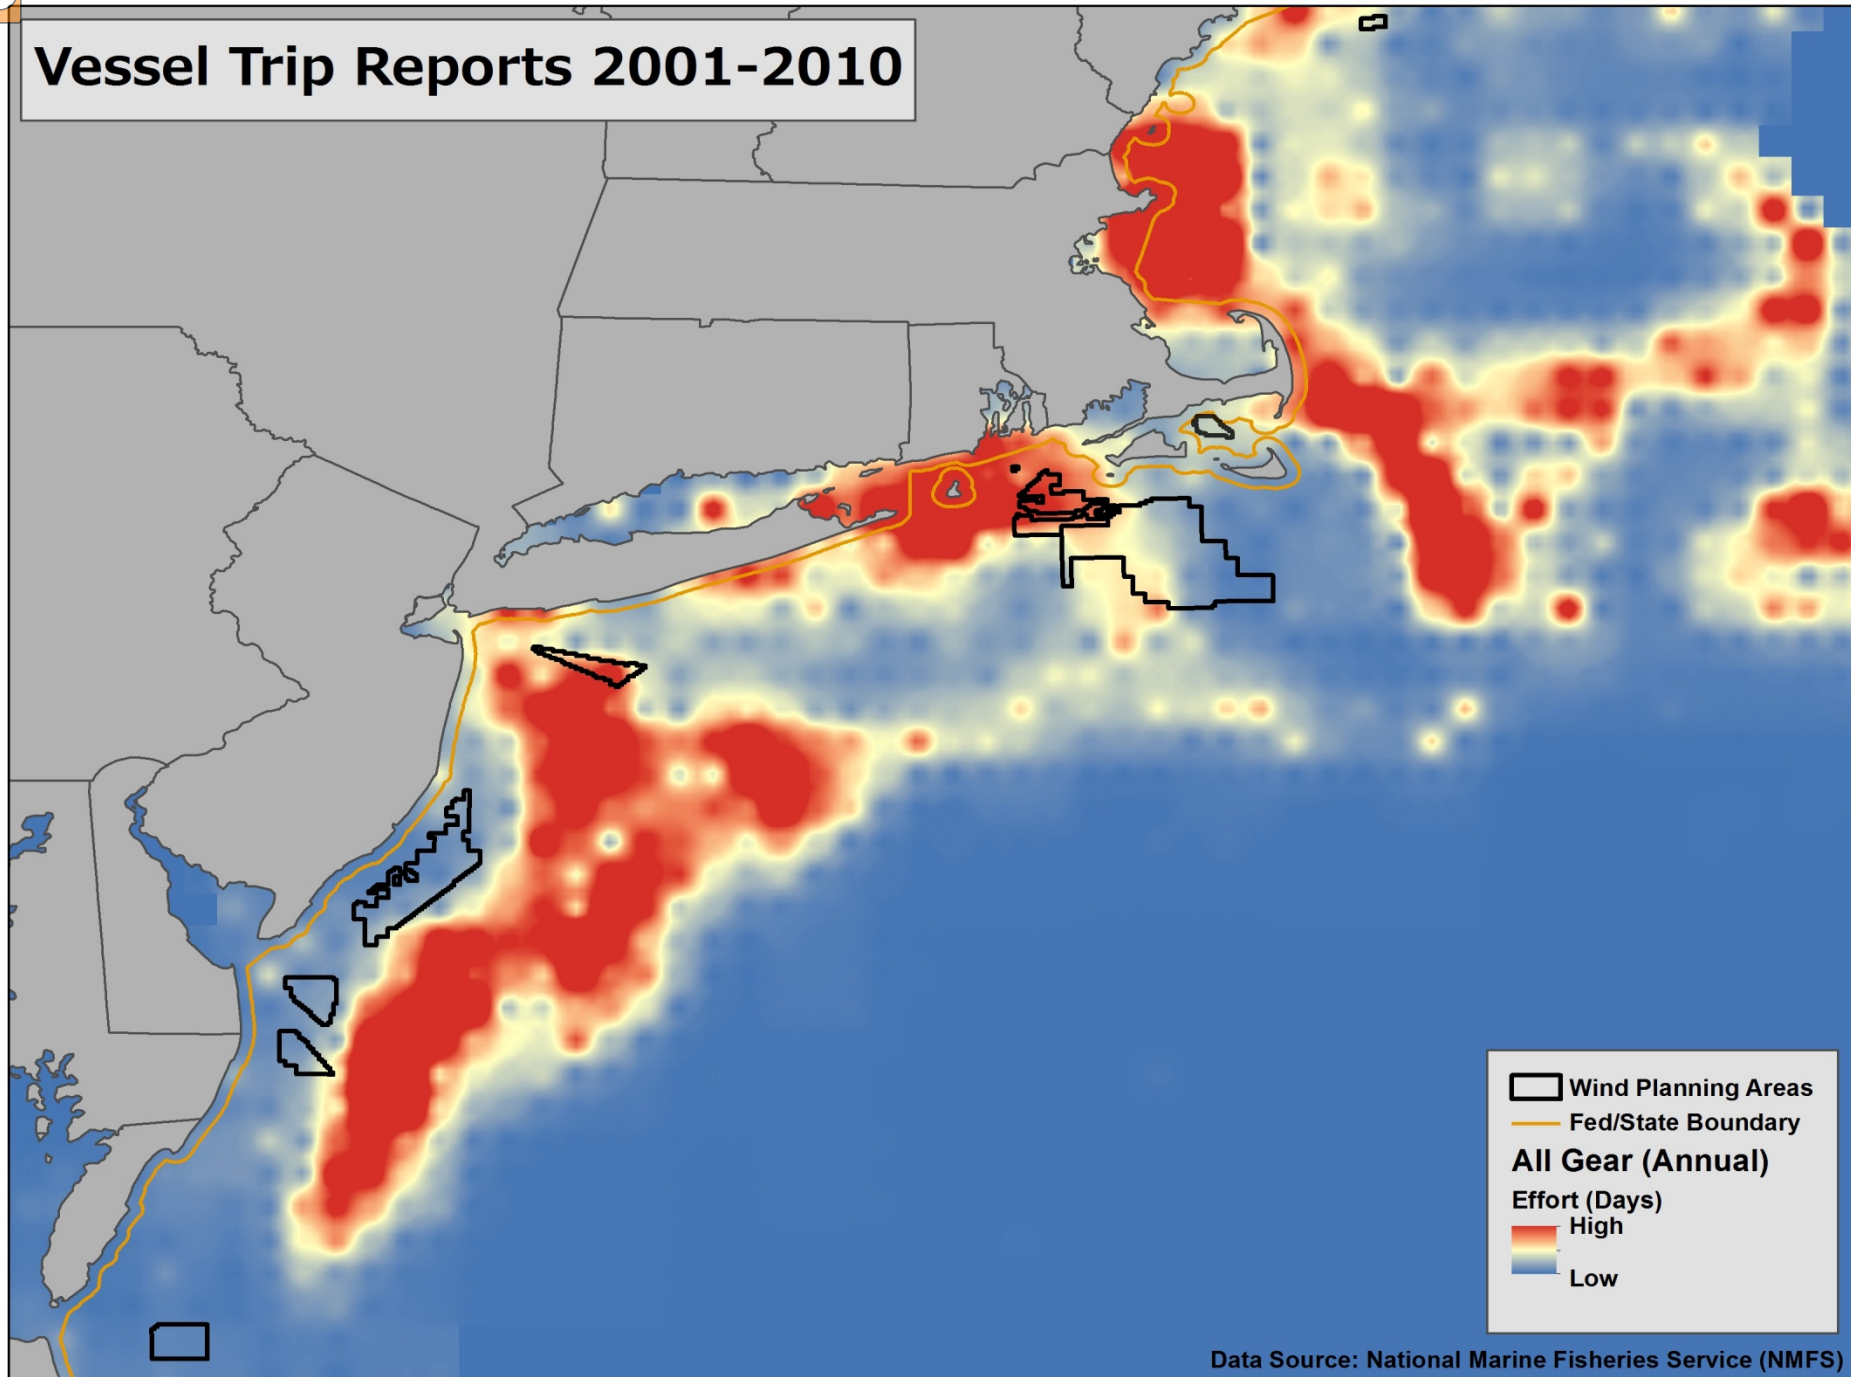 Vessel Trip Reports 2001-2010
Wind Planning Areas
Fed/State Boundary
All Gear (Annual)
Effort (Days)
High
Low
Data Source: National Marine Fisheries Service (NMFS)